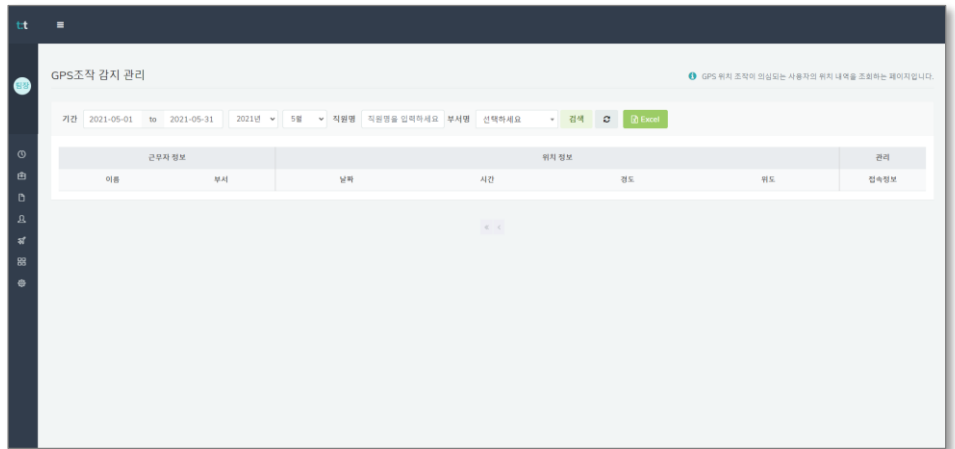 t:t
GPS조작 감지 관리
GPS 위치 조작이 의심되는 사용자의 위치 내역을 조회하는 페이지입니다.
팀장
기간 2021-05-01 to 2021-05-31 2021년 5월 직원명 직원명을 입력하세요 부서명 선택하세요 검색 Excel
근무자 정보 위치 정보 관리
이름 부서 날짜 시간 경도 위도 접속정보
« ‹